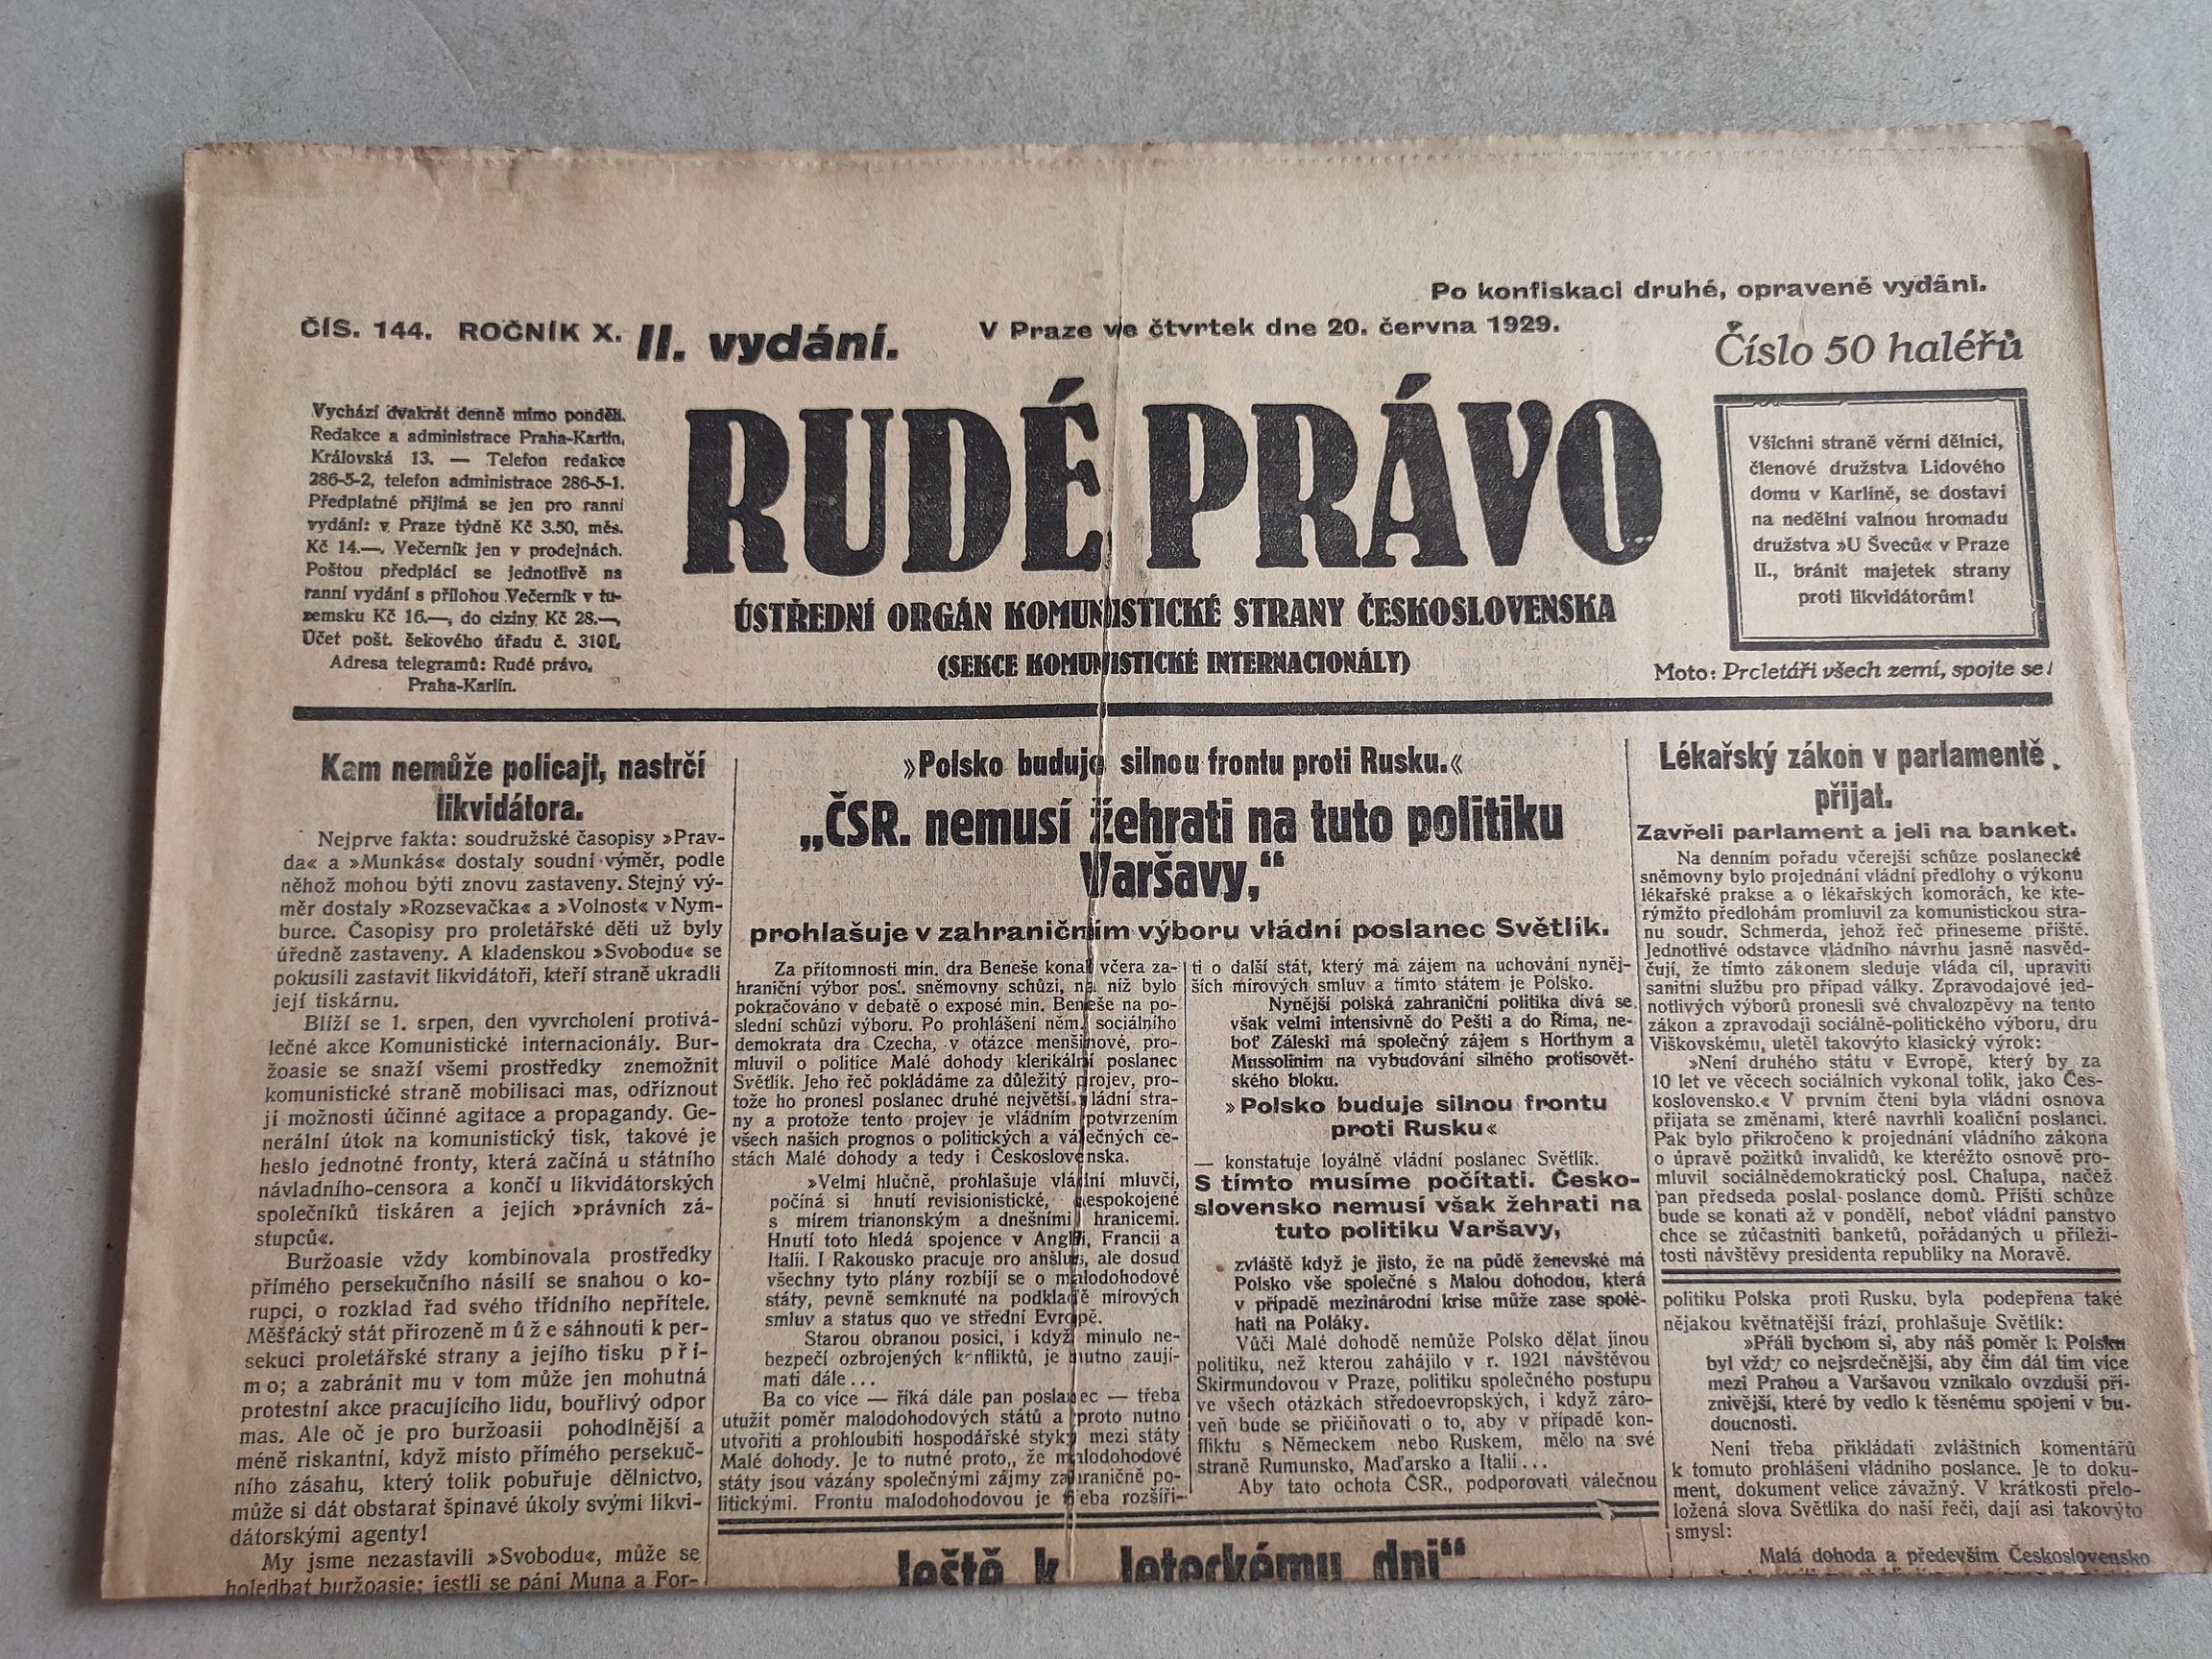 Po konfiskaci druhé, opravené vydání.
ČÍS. 144. ROČNÍK X. II. vydání.
V Praze ve čtvrtek dne 20. června 1929.
Číslo 50 haléřů
Vychází dvakrát denně mimo pondělí.
Redakce a administrace Praha-Karlín,
Královská 13. — Telefon redakce
286-5-2, telefon administrace 286-5-1.
Předplatné přijímá se jen pro ranní
vydání: v Praze týdně Kč 3.50, měs.
Kč 14.—, Večerník jen v prodejnách.
Poštou předplácí se jednotlivě na
ranní vydání s přílohou Večerník v tu-
zemsku Kč 16.—, do ciziny Kč 28.—,
Účet pošt. šekového úřadu č.
Adresa telegramů: Rudé právo,
Praha-Karlín.
RUDÉ PRÁVO
ÚSTŘEDNÍ ORGÁN KOMUNISTICKÉ STRANY ČESKOSLOVENSKA
(SEKCE KOMUNISTICKÉ INTERNACIONÁLY)
Všichni straně věrní dělníci,
členové družstva Lidového
domu v Karlíně, se dostaví
na nedělní valnou hromadu
družstva »U Šveců« v Praze
II., bránit majetek strany
proti likvidátorům!
Moto: Prcletáři všech zemí, spojte se!
Kam nemůže policajt, nastrčí
likvidátora.
Nejprve fakta: soudružské časopisy »Prav-
da« a »Munkás« dostaly soudní výměr, podle
něhož mohou býti znovu zastaveny. Stejný vý-
měr dostaly »Rozsevačka« a »Volnost« v Nym-
burce. Časopisy pro proletářské děti už byly
úředně zastaveny. A kladenskou »Svobodu« se
pokusili zastavit likvidátoři, kteří straně ukradli
její tiskárnu.
Blíží se 1. srpen, den vyvrcholení protivá-
lečné akce Komunistické internacionály. Bur-
žoasie se snaží všemi prostředky znemožnit
komunistické straně mobilisaci mas, odříznout
jí možnosti účinné agitace a propagandy. Ge-
nerální útok na komunistický tisk, takové je
heslo jednotné fronty, která začíná u státního
návladního-censora a končí u likvidátorských
společníků tiskáren a jejich »právních zá-
stupců«.
Buržoasie vždy kombinovala prostředky
přímého persekučního násilí se snahou o ko-
rupci, o rozklad řad svého třídního nepřítele.
Měšťácký stát přirozeně může sáhnouti k per-
sekuci proletářské strany a jejího tisku pří-
mo; a zabránit mu v tom může jen mohutná
protestní akce pracujícího lidu, bouřlivý odpor
mas. Ale oč je pro buržoasii pohodlnější a
méně riskantní, když místo přímého persekuč-
ního zásahu, který tolik pobuřuje dělnictvo,
může si dát obstarat špinavé úkoly svými likvi-
dátorskými agenty!
My jsme nezastavili »Svobodu«, může se
holedbat buržoasie; jestli se páni Muna a For-
»Polsko buduje silnou frontu proti Rusku.«
„ČSR. nemusí žehrati na tuto politiku
Varšavy,“
prohlašuje v zahraničním výboru vládní poslanec Světlík.
Za přítomnosti min. dra Beneše konal včera za-
hraniční výbor posl. sněmovny schůzi, na níž bylo
pokračováno v debatě o exposé min. Beneše na po-
slední schůzi výboru. Po prohlášení něm. sociálního
demokrata dra Czecha, v otázce menšinové, pro-
mluvil o politice Malé dohody klerikální poslanec
Světlík. Jeho řeč pokládáme za důležitý projev, pro-
tože ho pronesl poslanec druhé největší vládní stra-
ny a protože tento projev je vládním potvrzením
všech našich prognos o politických a válečných ce-
stách Malé dohody a tedy i Československa.
»Velmi hlučně, prohlašuje vládní mluvčí,
počíná si hnutí revisionistické, nespokojené
s mírem trianonským a dnešními hranicemi.
Hnutí toto hledá spojence v Anglii, Francii a
Italii. I Rakousko pracuje pro anšlus, ale dosud
všechny tyto plány rozbíjí se o malodohodové
státy, pevně semknuté na podkladě mírových
smluv a status quo ve střední Evropě.
Starou obranou posici, i když minulo ne-
bezpečí ozbrojených konfliktů, je nutno zaují-
mati dále...
Ba co více — říká dále pan poslanec — třeba
utužit poměr malodohodových států a proto nutno
utvořiti a prohloubiti hospodářské styky mezi státy
Malé dohody. Je to nutné proto,, že malodohodové
státy jsou vázány společnými zájmy zahraničně po-
litickými. Frontu malodohodovou je třeba rozšíři-
ti o další stát, který má zájem na uchování nyněj-
ších mírových smluv a tímto státem je Polsko.
Nynější polská zahraniční politika dívá se
však velmi intensivně do Pešti a do Říma, ne-
boť Záleski má společný zájem s Horthym a
Mussolinim na vybudování silného protisovět-
ského bloku.
»Polsko buduje silnou frontu
proti Rusku«
— konstatuje loyálně vládní poslanec Světlík.
S tímto musíme počítati. Česko-
slovensko nemusí však žehrati na
tuto politiku Varšavy,
zvláště když je jisto, že na půdě ženevské má
Polsko vše společné s Malou dohodou, která
v případě mezinárodní krise může zase spolé-
hati na Poláky.
Vůči Malé dohodě nemůže Polsko dělat jinou
politiku, než kterou zahájilo v r. 1921 návštěvou
Skirmundovou v Praze, politiku společného postupu
ve všech otázkách středoevropských, i když záro-
veň bude se přičiňovati o to, aby v případě kon-
fliktu s Německem nebo Ruskem, mělo na své
straně Rumunsko, Maďarsko a Italii...
Aby tato ochota ČSR., podporovati válečnou
Lékařský zákon v parlamentě
přijat.
Zavřeli parlament a jeli na banket.
Na denním pořadu včerejší schůze poslanecké
sněmovny bylo projednání vládní předlohy o výkonu
lékařské prakse a o lékařských komorách, ke kte-
rýmžto předlohám promluvil za komunistickou stra-
nu soudr. Schmerda, jehož řeč přineseme příště.
Jednotlivé odstavce vládního návrhu jasně nasvěd-
čují, že tímto zákonem sleduje vláda cíl, upraviti
sanitní službu pro případ války. Zpravodajové jed-
notlivých výborů pronesli své chvalozpěvy na tento
zákon a zpravodaji sociálně-politického výboru, dru
Viškovskému, uletěl takovýto klasický výrok:
»Není druhého státu v Evropě, který by za
10 let ve věcech sociálních vykonal tolik, jako Čes-
koslovensko.« V prvním čtení byla vládní osnova
přijata se změnami, které navrhli koaliční poslanci.
Pak bylo přikročeno k projednání vládního zákona
o úpravě požitků invalidů, ke kteréžto osnově pro-
mluvil sociálnědemokratický posl. Chalupa, načež
pan předseda poslal poslance domů. Příští schůze
bude se konati až v pondělí, neboť vládní panstvo
chce se zúčastniti banketů, pořádaných u příleži-
tosti návštěvy presidenta republiky na Moravě.
politiku Polska proti Rusku, byla podepřena také
nějakou květnatější frází, prohlašuje Světlík:
»Přáli bychom si, aby náš poměr k Polsku
byl vždy co nejsrdečnější, aby čím dál tím více
mezi Prahou a Varšavou vznikalo ovzduší pří-
znivější, které by vedlo k těsnému spojení v bu-
doucnosti.
Není třeba přikládati zvláštních komentářů
k tomuto prohlášení vládního poslance. Je to doku-
ment, dokument velice závažný. V krátkosti přelo-
ložená slova Světlíka do naší řeči, dají asi takovýto
smysl:
Malá dohoda a především Československo
Ještě k „leteckému dni“